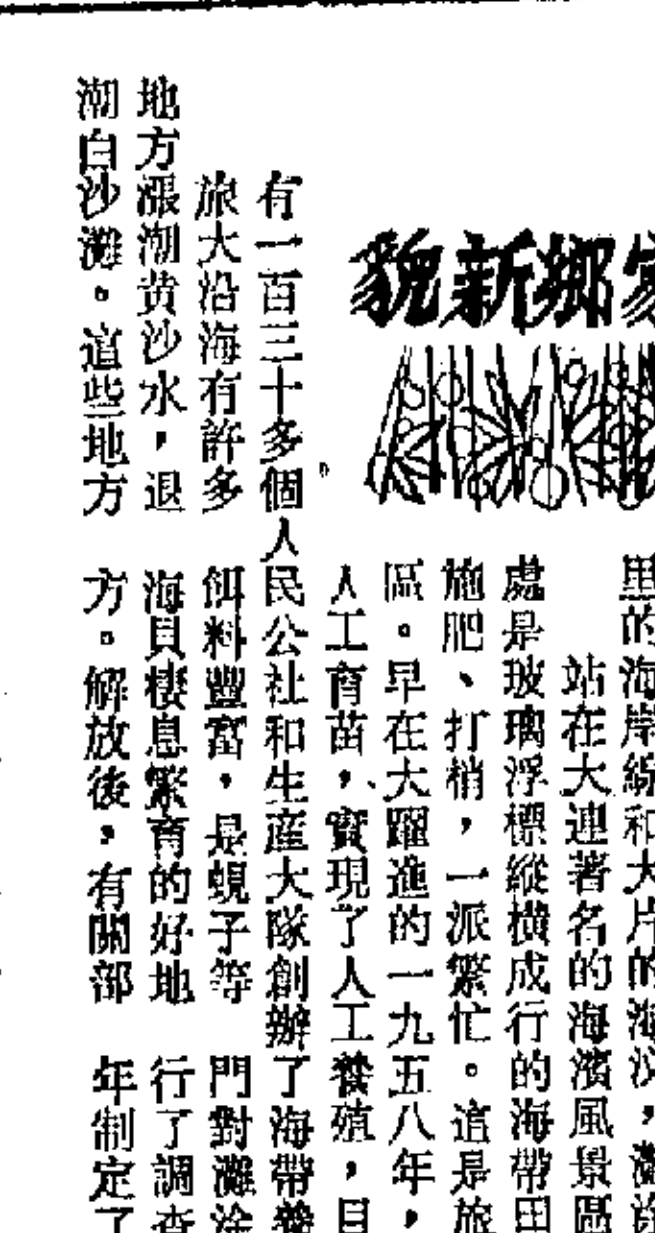 家鄉新貌
里的海岸綫和大片的海
站在大連著名的海濱風景區
處是玻璃浮標縱橫成行的海帶田
施肥、打梢，一派繁忙。這是旅
區。早在大躍進的一九五八年，
人工育苗，實現了人工養殖，目
有一百三十多個人民公社和生産大隊創辦了海帶養
旅大沿海有許多
地方漲潮黄沙水，退
潮白沙灘。這些地方
餌料豐富，是蜆子等
海貝棲息繁育的好地
方。解放後，有關部
門對灘涂
行了調查
年制定了